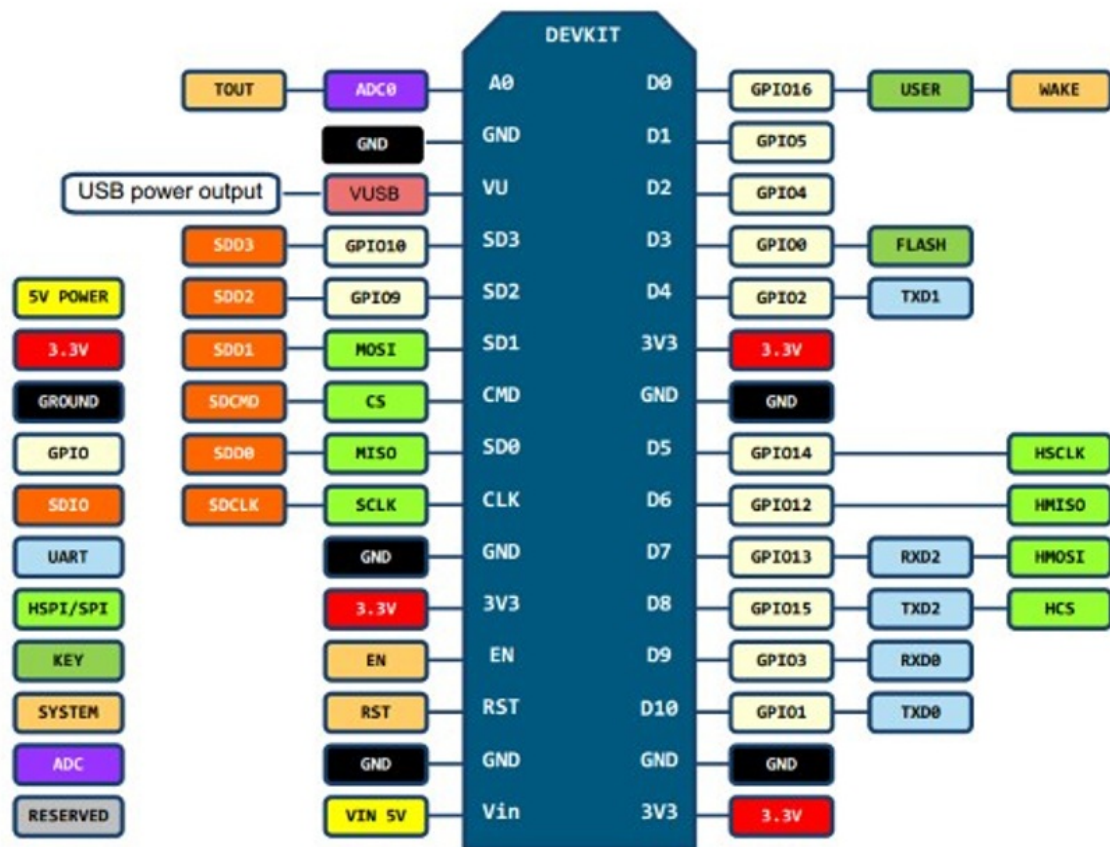 DEVKIT
TOUT ADC0 A0 D0 GPIO16 USER WAKE
GND GND D1 GPIO5
USB power output VUSB VU D2 GPIO4
SDD3 GPIO10 SD3 D3 GPIO0 FLASH
5V POWER SDD2 GPIO9 SD2 D4 GPIO2 TXD1
3.3V SDD1 MOSI SD1 3V3 3.3V
GROUND SDCMD CS CMD GND GND
GPIO SDD0 MISO SD0 D5 GPIO14 HSCLK
SDIO SDCLK SCLK CLK D6 GPIO12 HMISO
UART GND GND D7 GPIO13 RXD2 HMOSI
HSPI/SPI 3.3V 3V3 D8 GPIO15 TXD2 HCS
KEY EN EN D9 GPIO3 RXD0
SYSTEM RST RST D10 GPIO1 TXD0
ADC GND GND GND GND
RESERVED VIN 5V Vin 3V3 3.3V